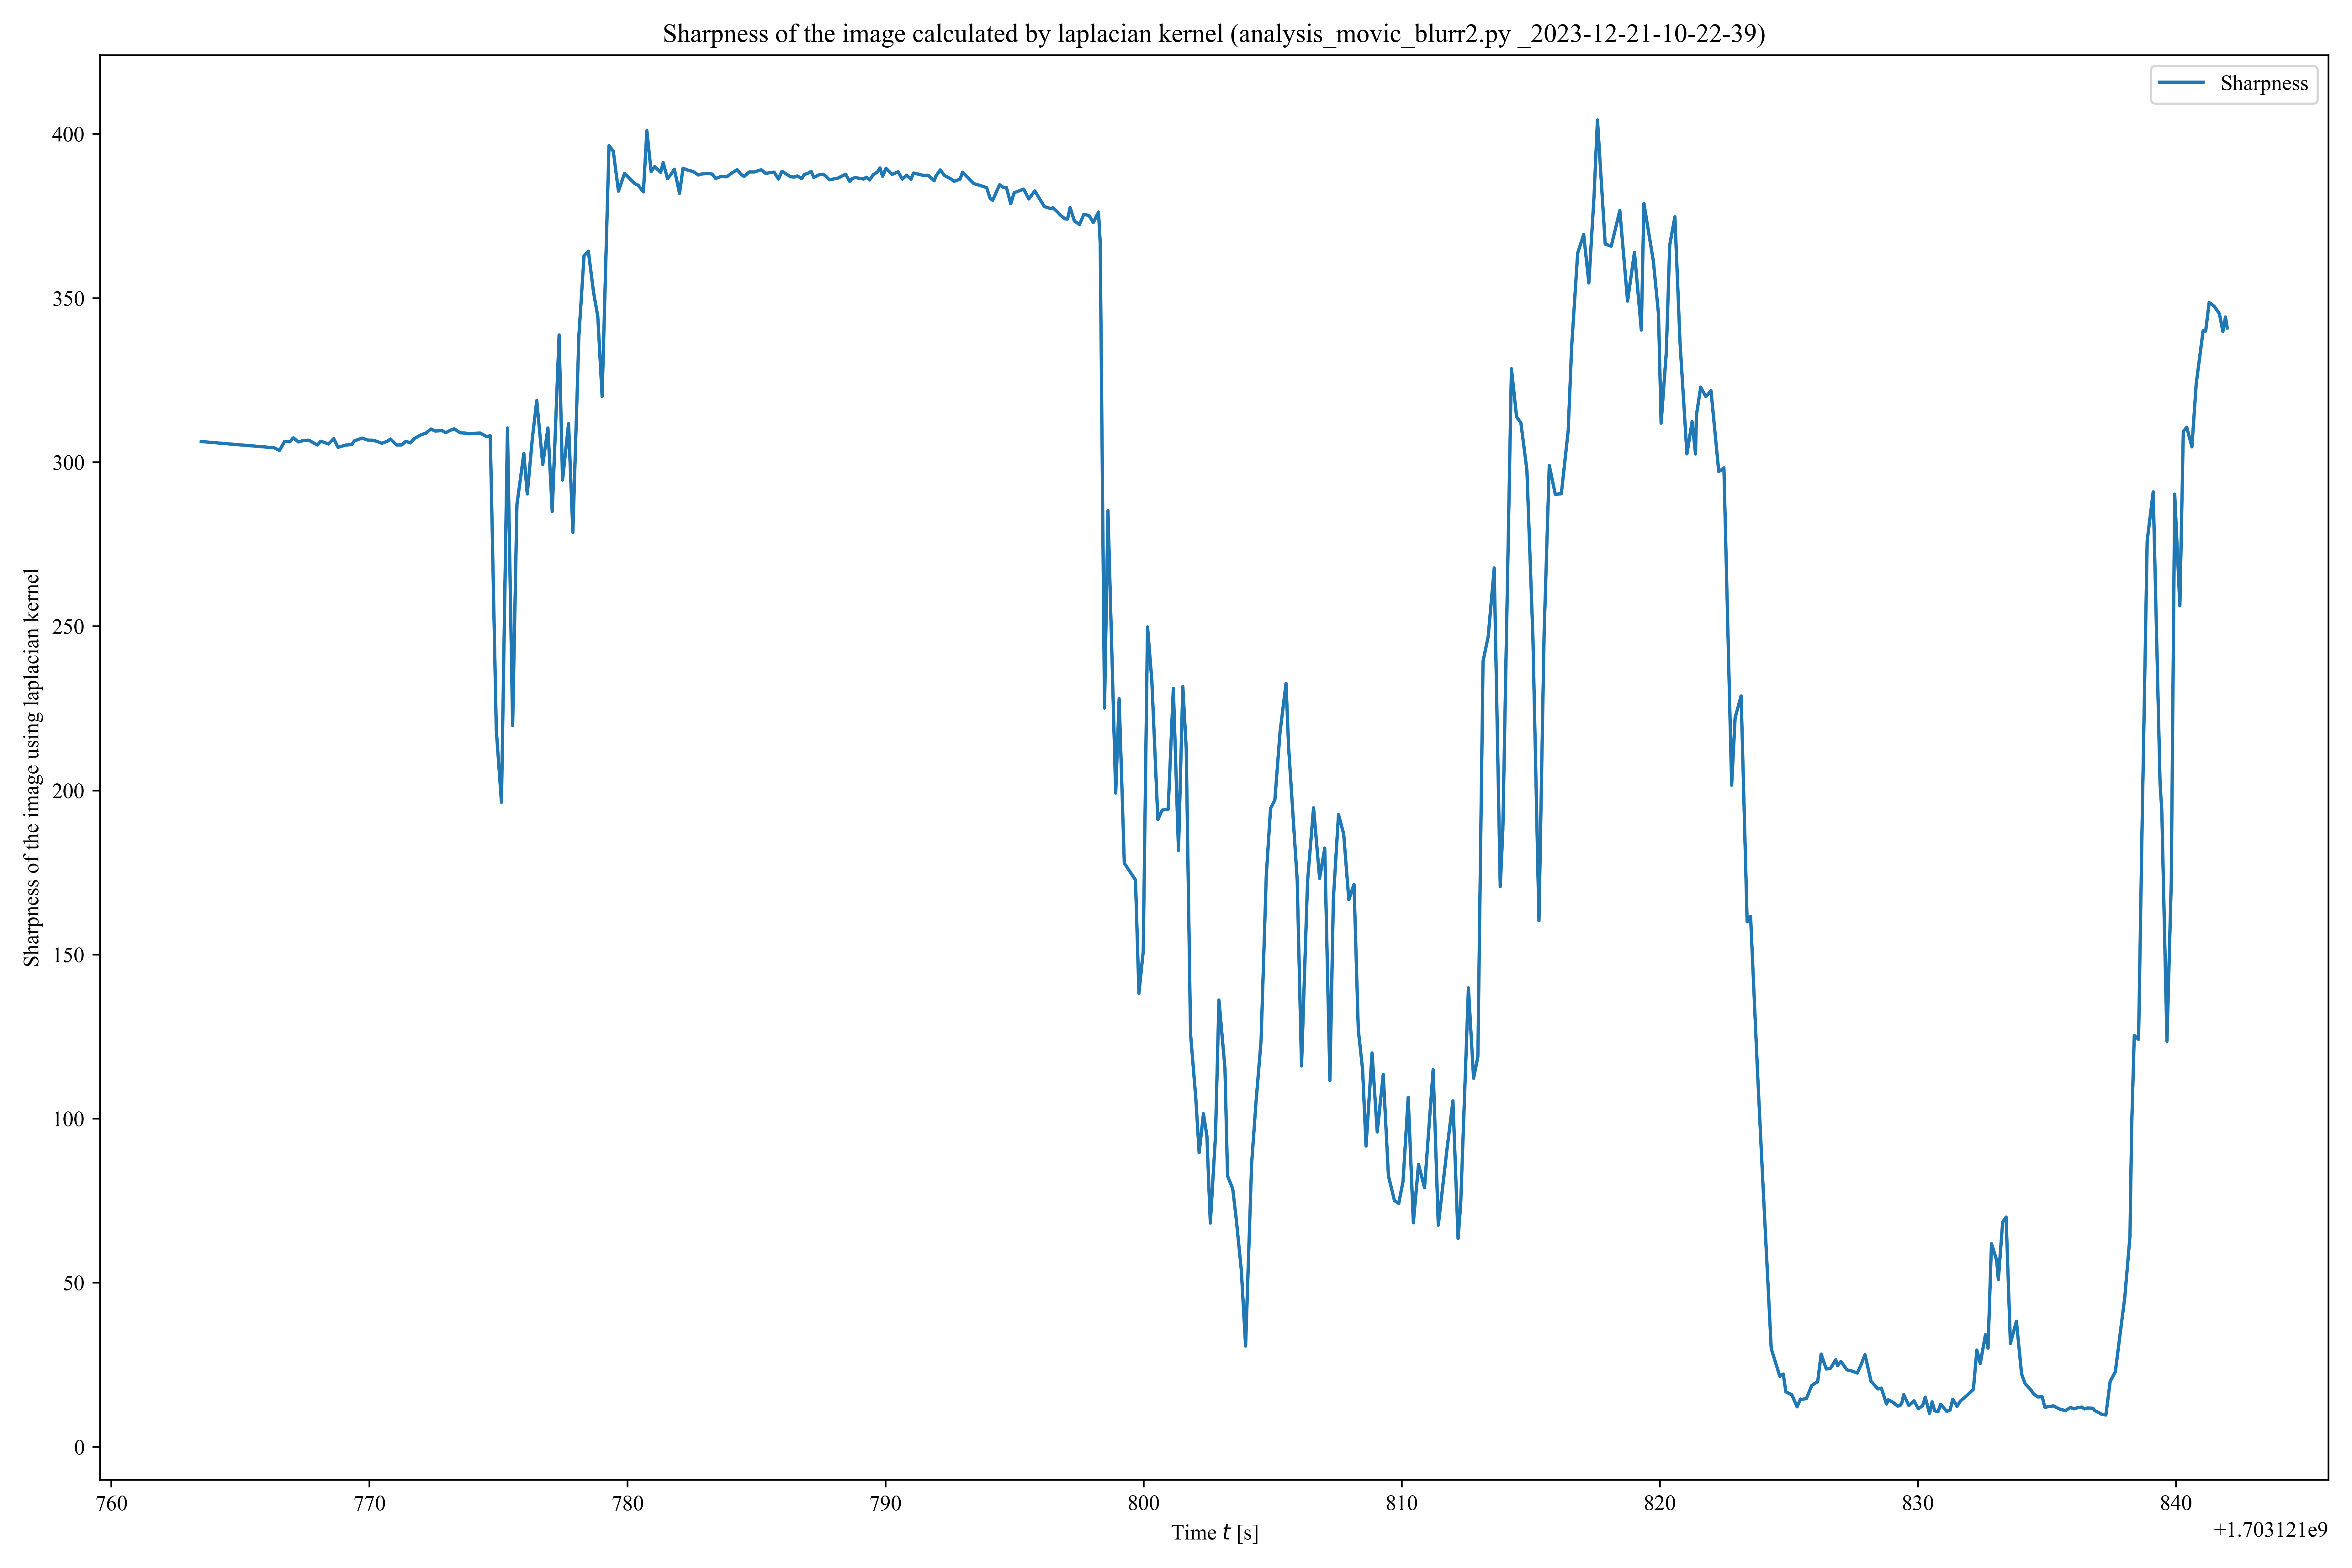 Sharpness of the image calculated by laplacian kernel (analysis_movic_blurr2.py _2023-12-21-10-22-39)
Sharpness
Sharpness of the image using laplacian kernel
400
350
300
250
200
150
100
50
0
760 770 780 790 800 810 820 830 840
Time t [s]
+1.703121e9